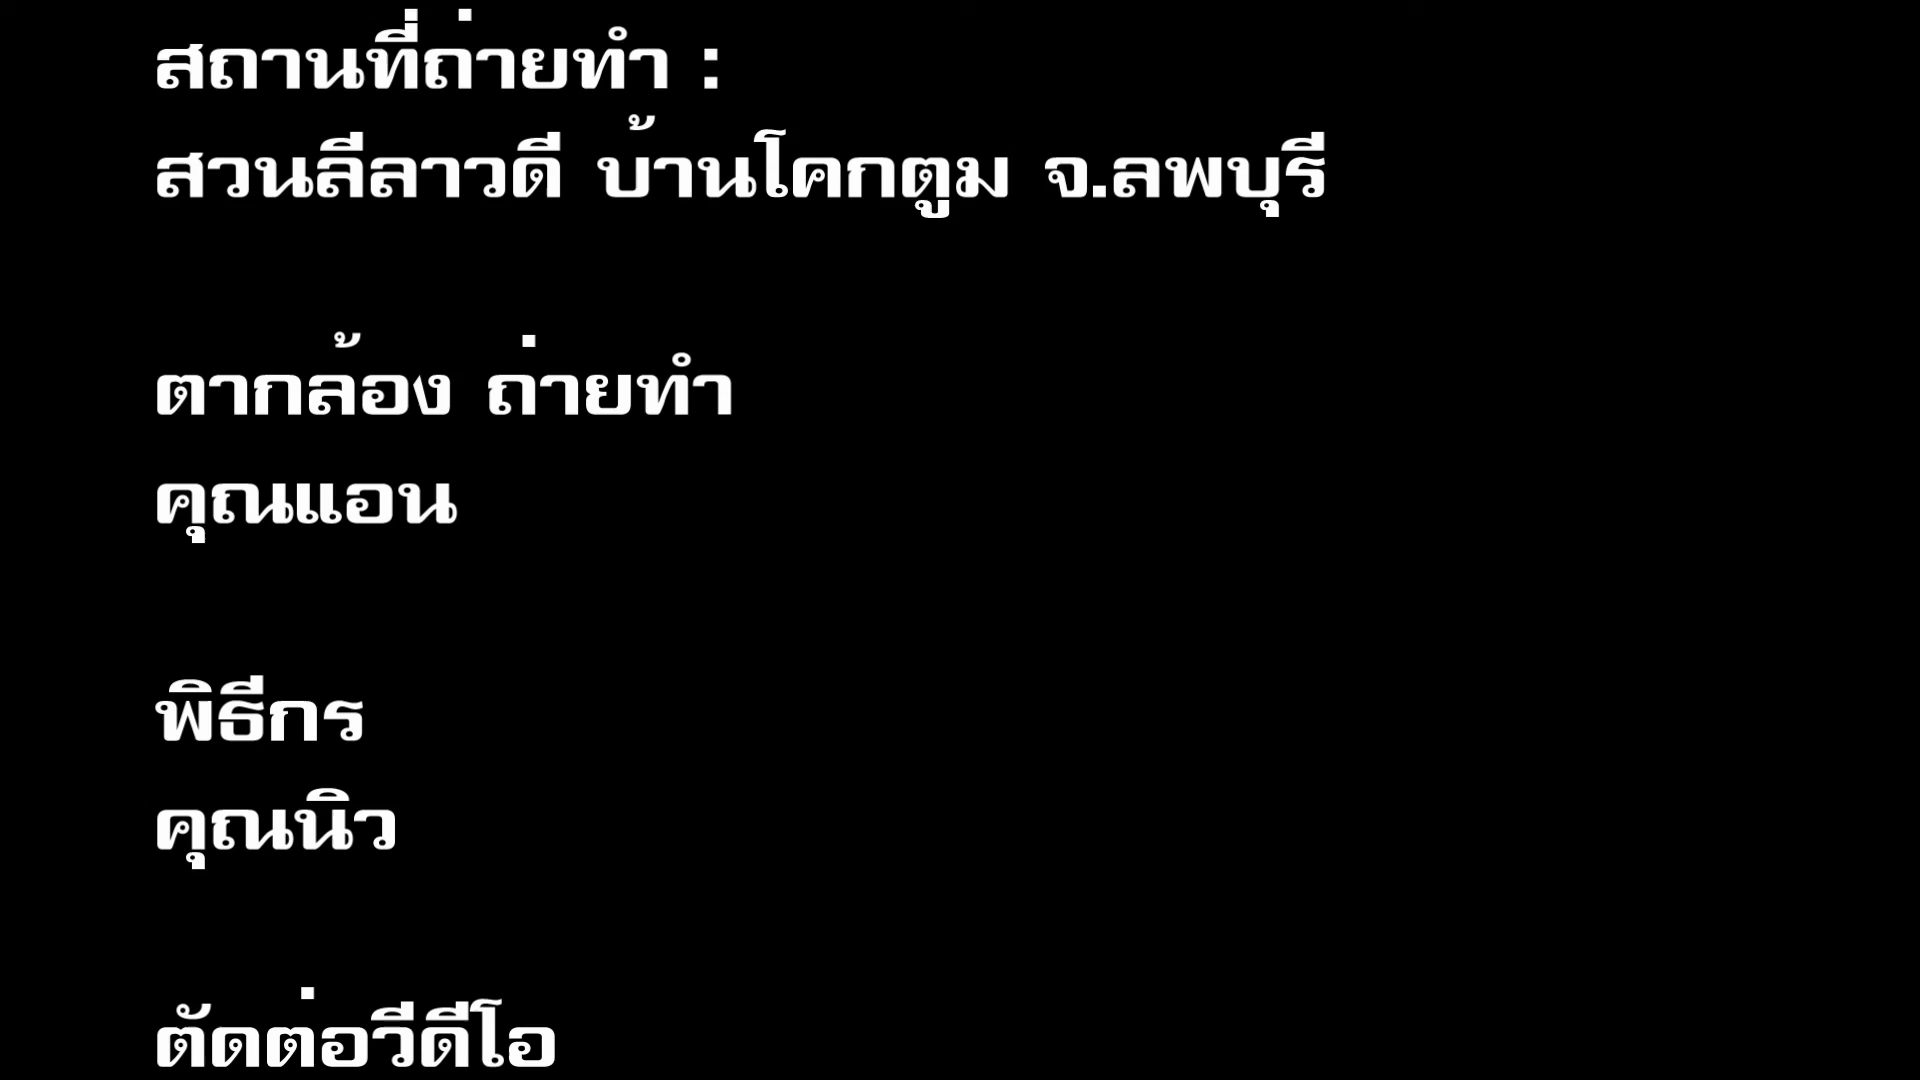 สถานที่ถ่ายทำ :
สวนลีลาวดี บ้านโคกตูม จ.ลพบุรี
ตากล้อง ถ่ายทำ
คุณแอน
พิธีกร
คุณนิว
ตัดต่อวีดีโอ